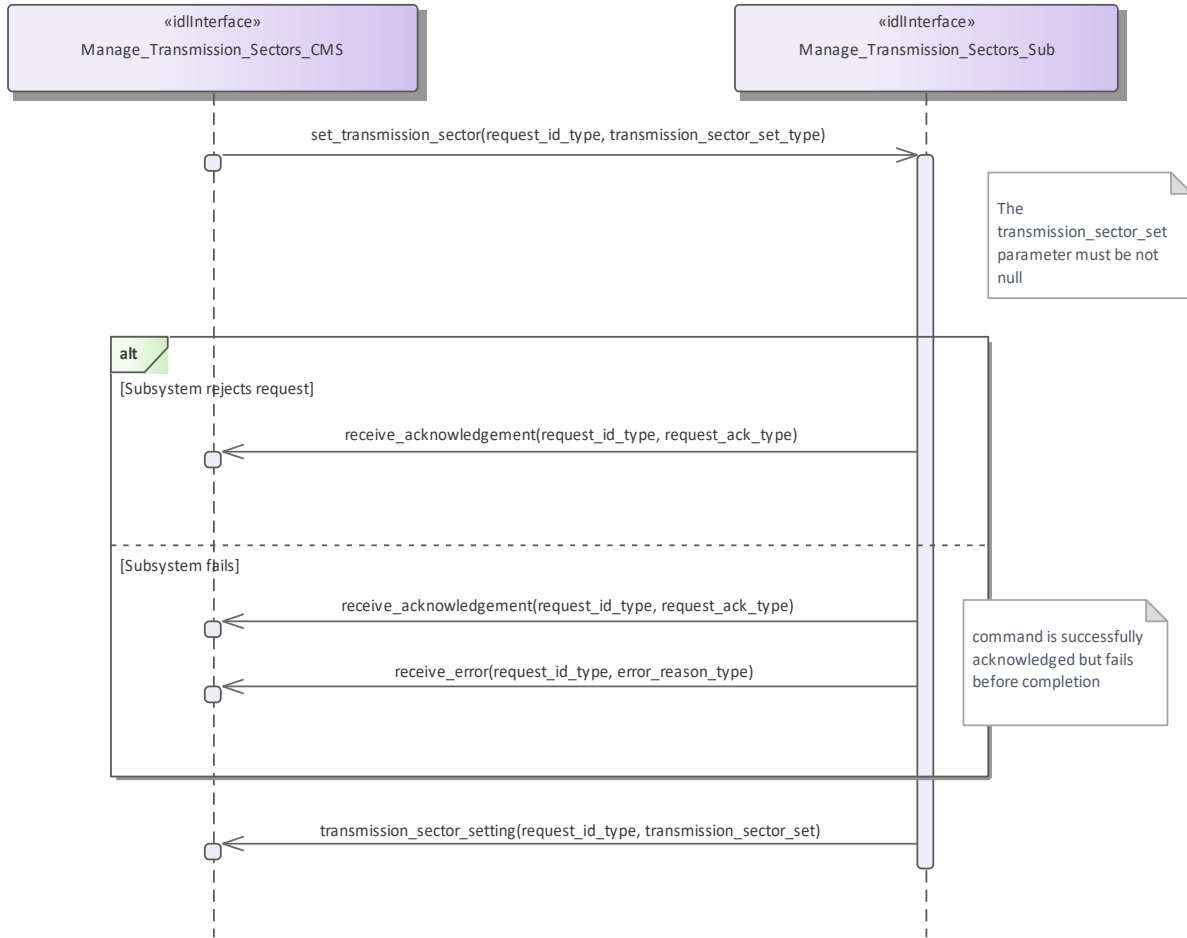 «idlInterface»
Manage_Transmission_Sectors_CMS
«idlInterface»
Manage_Transmission_Sectors_Sub
set_transmission_sector(request_id_type, transmission_sector_set_type)
The
transmission_sector_set
parameter must be not
null
alt
[Subsystem rejects request]
receive_acknowledgement(request_id_type, request_ack_type)
[Subsystem fails]
receive_acknowledgement(request_id_type, request_ack_type)
command is successfully
acknowledged but fails
before completion
receive_error(request_id_type, error_reason_type)
transmission_sector_setting(request_id_type, transmission_sector_set)